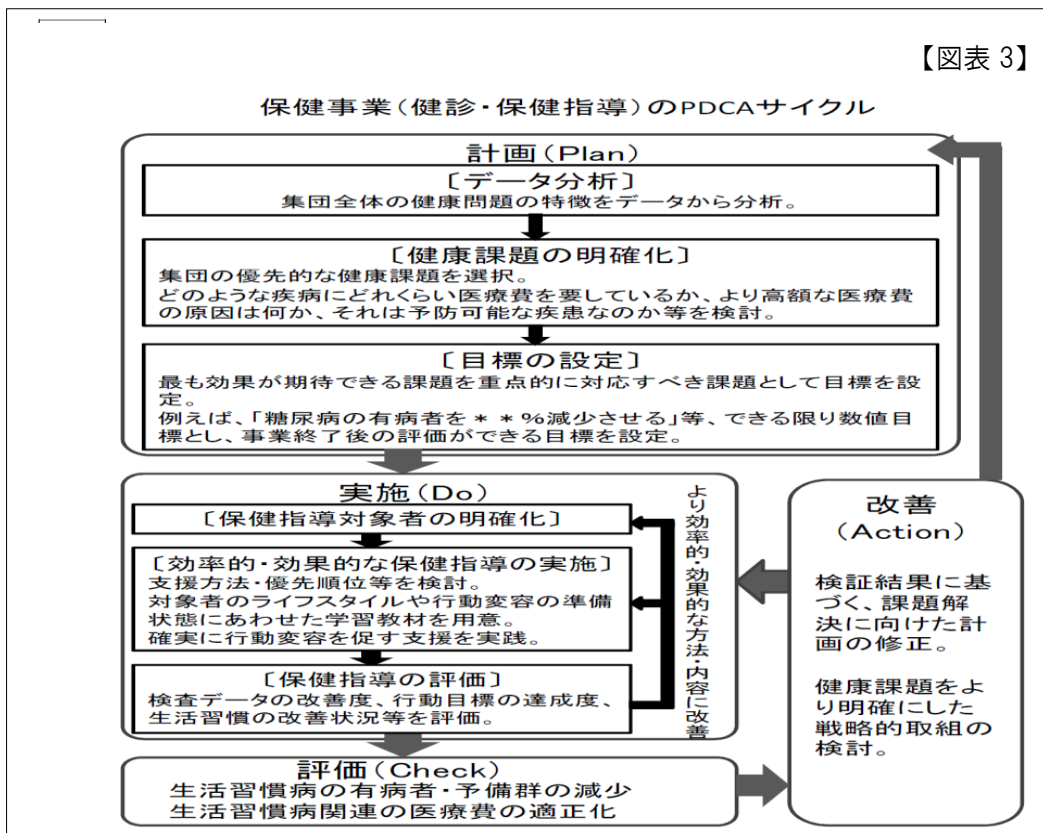 【図表 3】
保健事業(健診・保健指導)のPDCAサイクル
計画(Plan)
〔データ分析〕
集団全体の健康問題の特徴をデータから分析。
〔健康課題の明確化〕
集団の優先的な健康課題を選択。
どのような疾病にどれくらい医療費を要しているか、より高額な医療費
の原因は何か、それは予防可能な疾患なのか等を検討。
〔目標の設定〕
最も効果が期待できる課題を重点的に対応すべき課題として目標を設
定。
例えば、「糖尿病の有病者を**%減少させる」等、できる限り数値目
標とし、事業終了後の評価ができる目標を設定。
実施(Do)
〔保健指導対象者の明確化〕
〔効率的・効果的な保健指導の実施〕
支援方法・優先順位等を検討。
対象者のライフスタイルや行動変容の準備
状態にあわせた学習教材を用意。
確実に行動変容を促す支援を実践。
〔保健指導の評価〕
検査データの改善度、行動目標の達成度、
生活習慣の改善状況等を評価。
より効率的・効果的な方法・内容に改善
評価(Check)
生活習慣病の有病者・予備群の減少
生活習慣病関連の医療費の適正化
改善
(Action)
検証結果に基
づく、課題解
決に向けた計
画の修正。
健康課題をよ
り明確にした
戦略的取組の
検討。